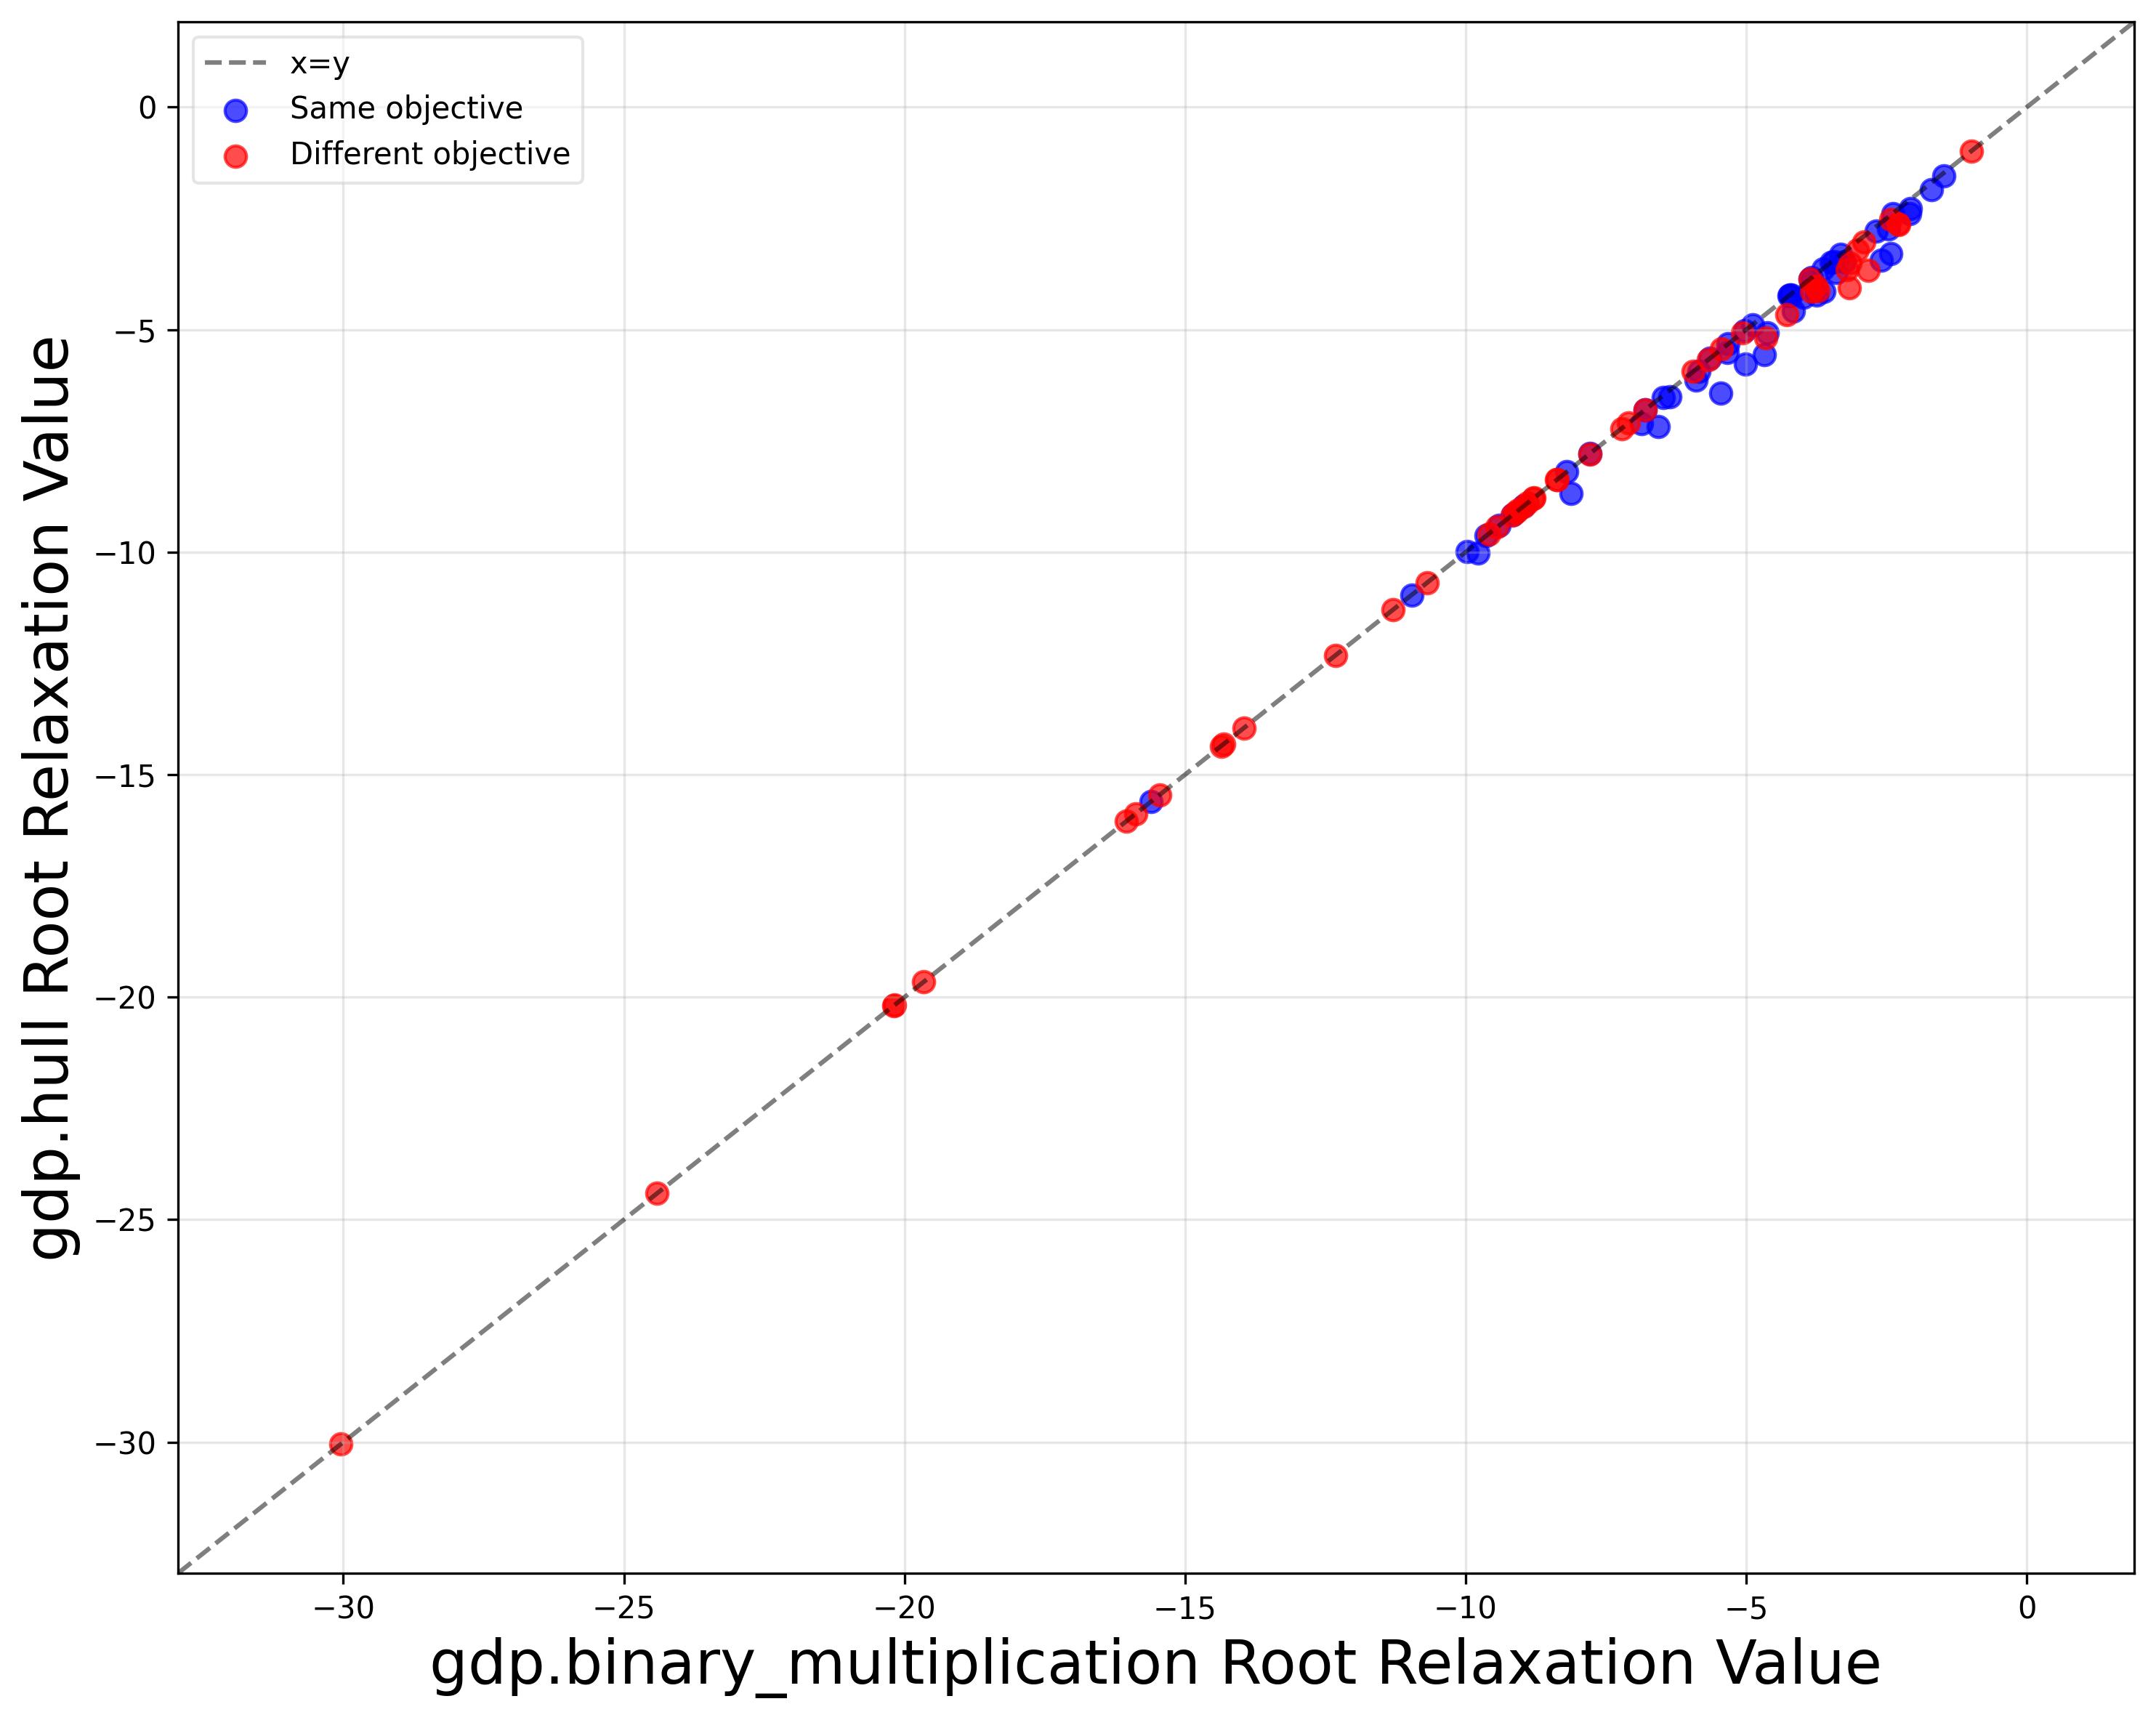 x=y
Same objective
Different objective
gdp.hull Root Relaxation Value
0
−5
−10
−15
−20
−25
−30
−30
−25
−20
−15
−10
−5
0
gdp.binary_multiplication Root Relaxation Value